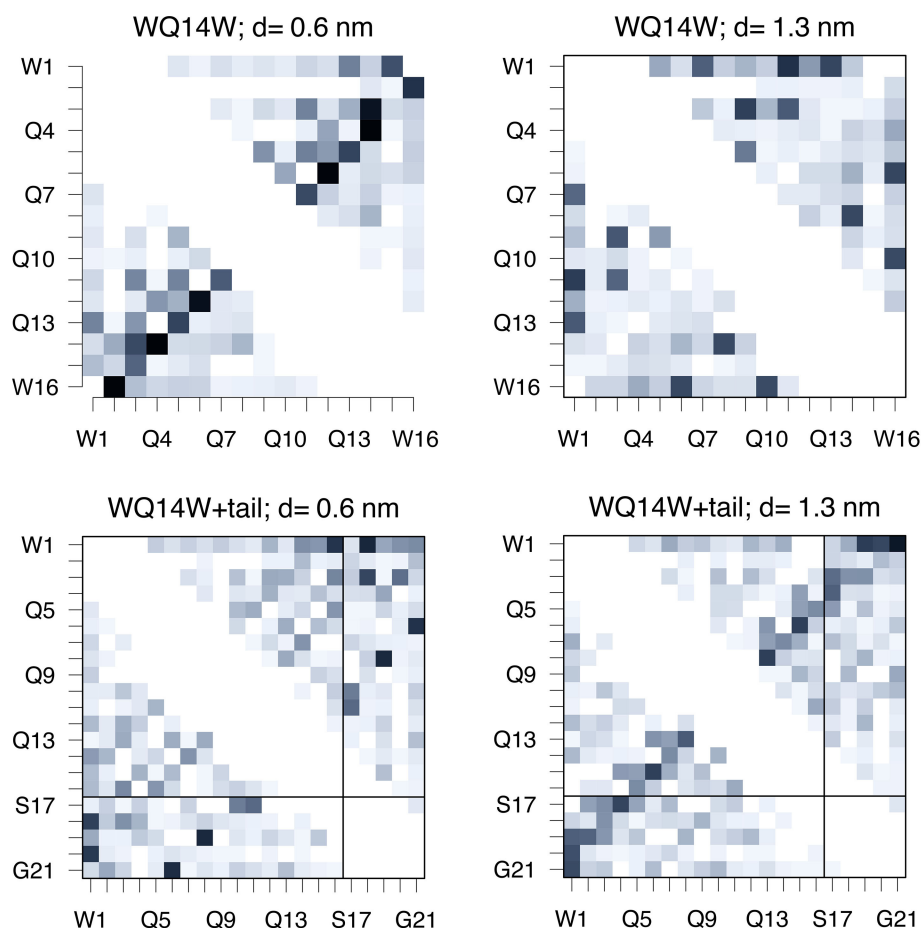 WQ14W; d= 0.6 nm
WQ14W; d= 1.3 nm
W1
Q4
Q7
Q10
Q13
W16
W1 Q4 Q7 Q10 Q13 W16
W1
Q4
Q7
Q10
Q13
W16
W1 Q4 Q7 Q10 Q13 W16
WQ14W+tail; d= 0.6 nm
WQ14W+tail; d= 1.3 nm
W1
Q5
Q9
Q13
S17
G21
W1 Q5 Q9 Q13 S17 G21
W1
Q5
Q9
Q13
S17
G21
W1 Q5 Q9 Q13 S17 G21